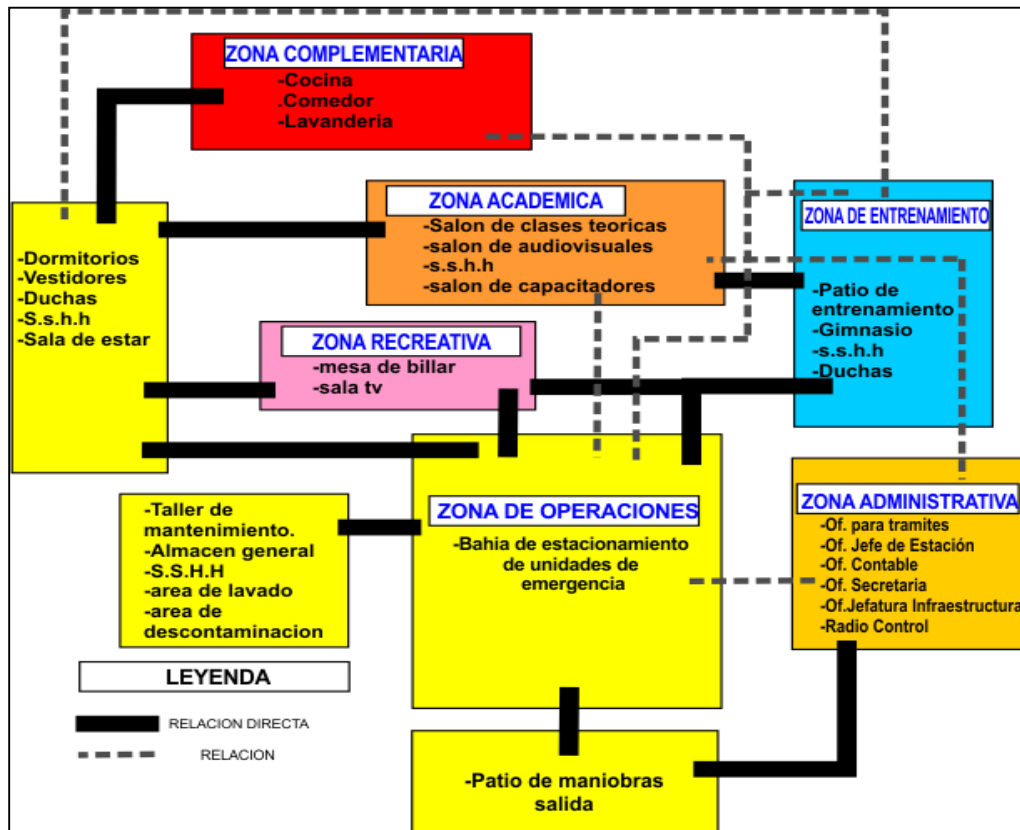 ZONA COMPLEMENTARIA
-Cocina
.Comedor
-Lavanderia
ZONA ACADEMICA
-Salon de clases teoricas
-salon de audiovisuales
-s.s.h.h
-salon de capacitadores
ZONA DE ENTRENAMIENTO
-Patio de
entrenamiento
-Gimnasio
-s.s.h.h
-Duchas
-Dormitorios
-Vestidores
-Duchas
-S.s.h.h
-Sala de estar
ZONA RECREATIVA
-mesa de billar
-sala tv
ZONA DE OPERACIONES
-Bahia de estacionamiento
de unidades de
emergencia
ZONA ADMINISTRATIVA
-Of. para tramites
-Of. Jefe de Estación
-Of. Contable
-Of. Secretaria
-Of.Jefatura Infraestructura
-Radio Control
-Taller de
mantenimiento.
-Almacen general
-S.S.H.H
-area de lavado
-area de
descontaminacion
LEYENDA
RELACION DIRECTA
RELACION
-Patio de maniobras
salida